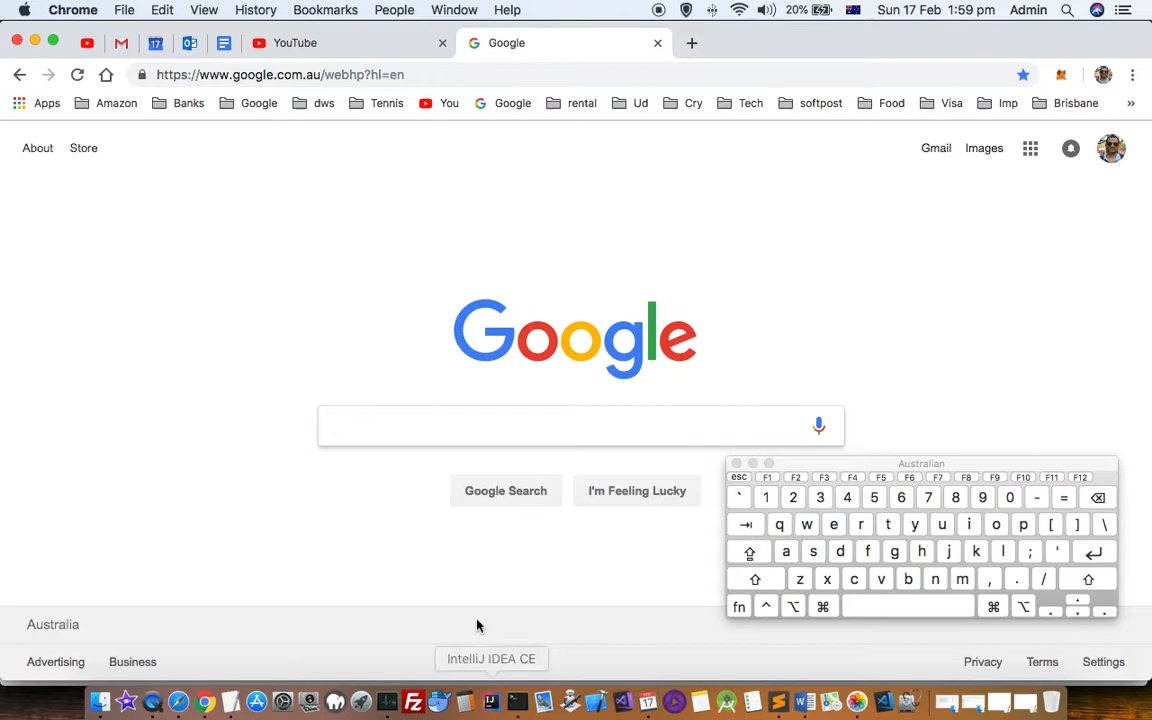 Chrome File Edit View History Bookmarks People Window Help 20% Sun 17 Feb 1:59 pm Admin
YouTube Google
https://www.google.com.au/webhp?hl=en
Apps Amazon Banks Google dws Tennis You Google rental Ud Cry Tech softpost Food Visa Imp Brisbane »
About Store Gmail Images
Google
Google Search I'm Feeling Lucky
Australian
esc F1 F2 F3 F4 F5 F6 F7 F8 F9 F10 F11 F12
` 1 2 3 4 5 6 7 8 9 0 - =
q w e r t y u i o p [ ] \
a s d f g h j k l ; '
z x c v b n m , . /
fn ^ ⌥ ⌘ ⌘ ⌥
Australia
Advertising Business IntelliJ IDEA CE Privacy Terms Settings
17